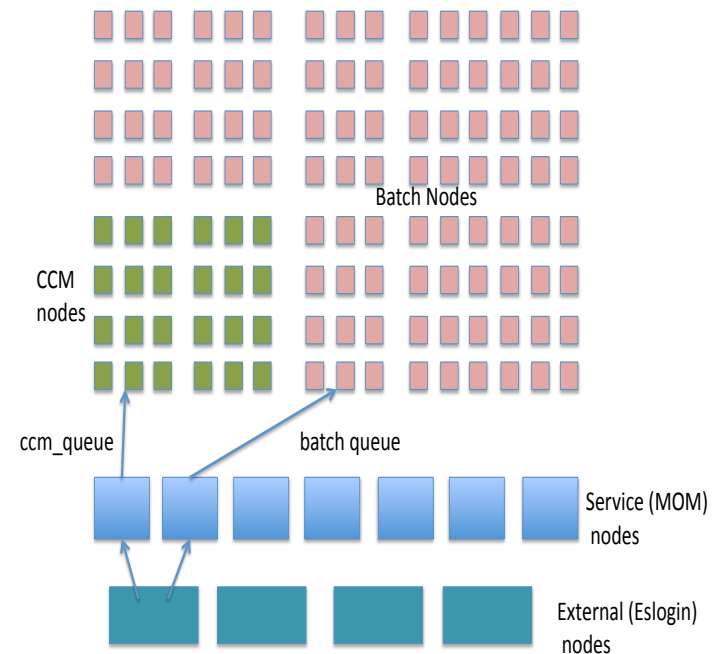 Batch Nodes
CCM
nodes
ccm_queue
batch queue
Service (MOM)
nodes
External (Eslogin)
nodes